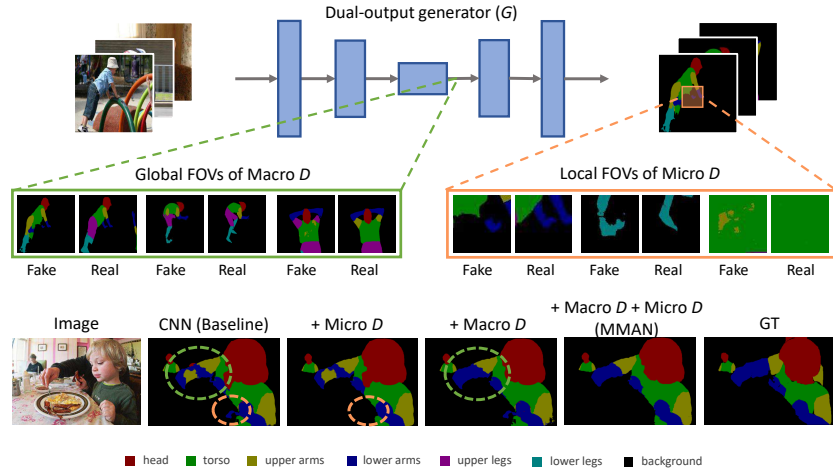 Dual-output generator (G)
Global FOVs of Macro D
Local FOVs of Micro D
Fake Real Fake Real Fake Real
Fake Real Fake Real Fake Real
Image
CNN (Baseline)
+ Micro D
+ Macro D
+ Macro D + Micro D
(MMAN)
GT
head torso upper arms lower arms upper legs lower legs background